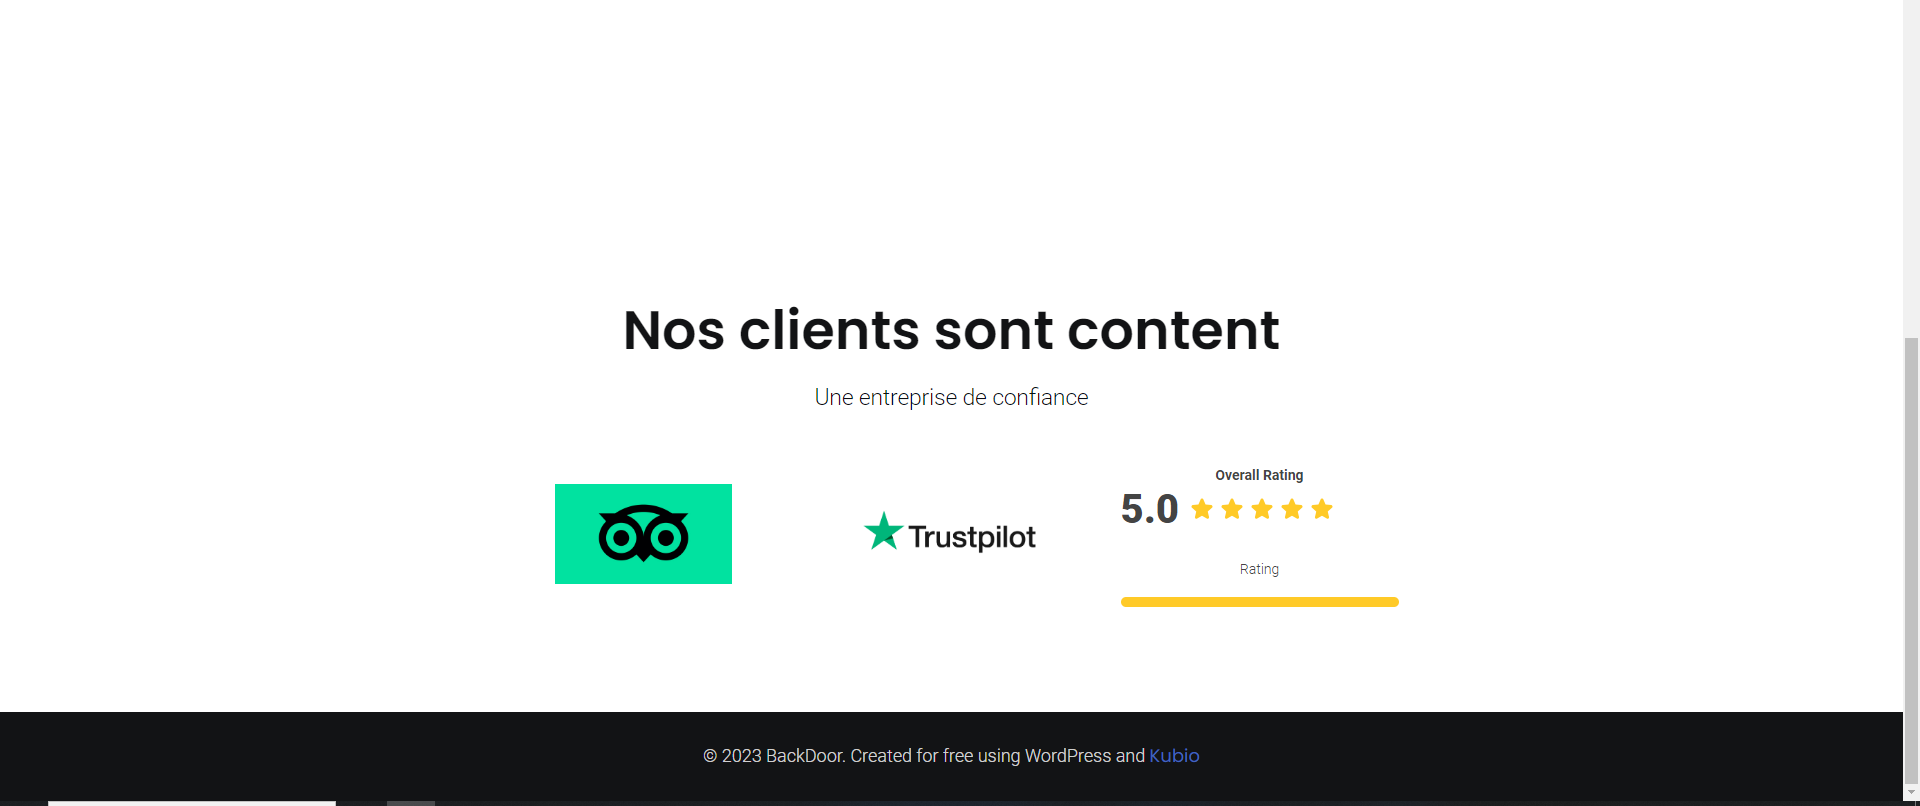 Nos clients sont content
Une entreprise de confiance
Trustpilot
Overall Rating
5.0
Rating
© 2023 BackDoor. Created for free using WordPress and Kubio